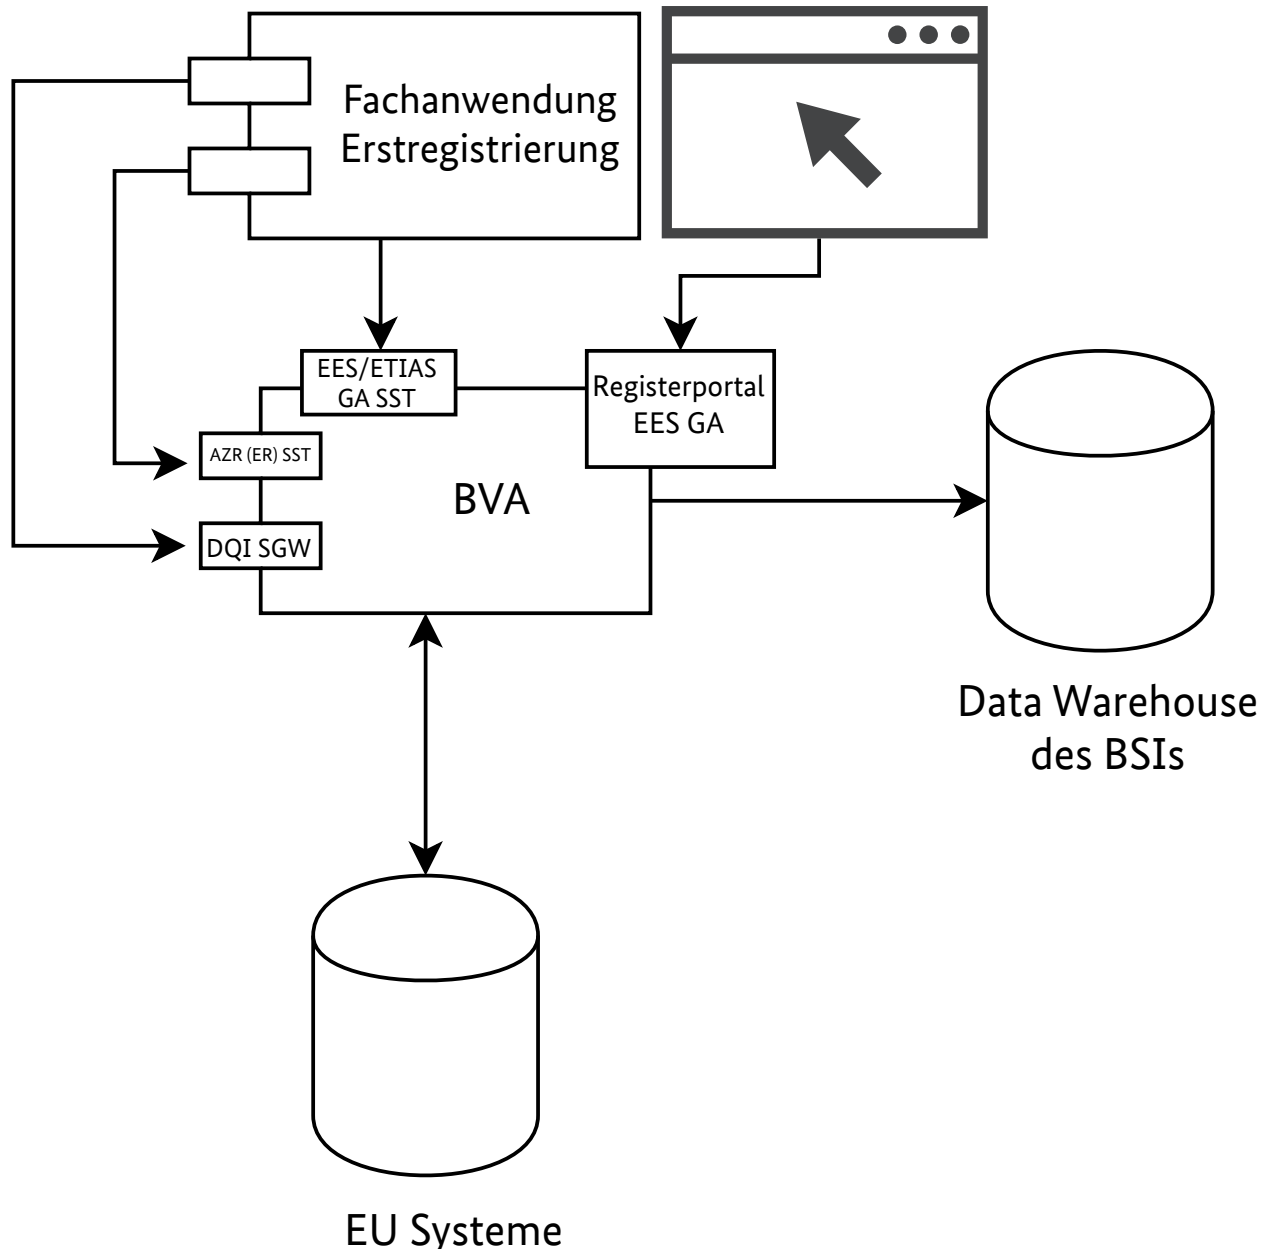 Fachanwendung
Erstregistrierung
EES/ETIAS
GA SST
Registerportal
EES GA
AZR (ER) SST
BVA
DQI SGW
Data Warehouse
des BSIs
EU Systeme